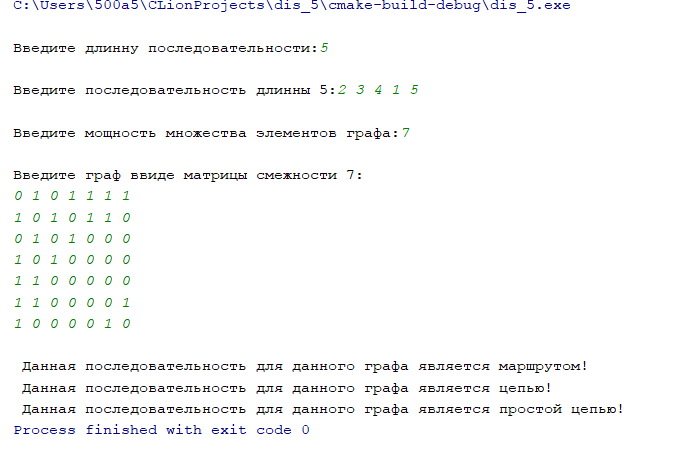 C:\Users\500a5\CLionProjects\dis_5\cmake-build-debug\dis_5.exe
Введите длинну последовательности:5
Введите последовательность длинны 5:2 3 4 1 5
Введите мощность множества элементов графа:7
Введите граф ввиде матрицы смежности 7:
0 1 0 1 1 1 1
1 0 1 0 1 1 0
0 1 0 1 0 0 0
1 0 1 0 0 0 0
1 1 0 0 0 0 0
1 1 0 0 0 0 1
1 0 0 0 0 1 0
Данная последовательность для данного графа является маршрутом!
Данная последовательность для данного графа является цепью!
Данная последовательность для данного графа является простой цепью!
Process finished with exit code 0